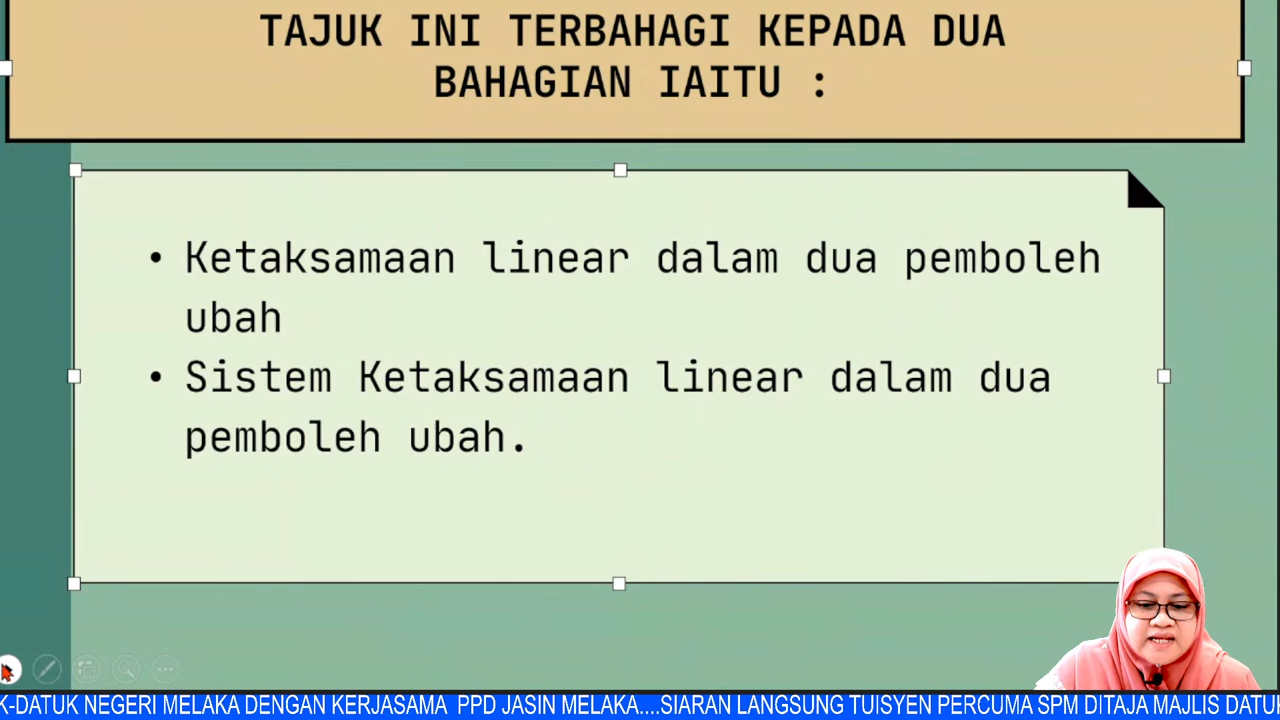 TAJUK INI TERBAHAGI KEPADA DUA
BAHAGIAN IAITU :
• Ketaksamaan linear dalam dua pemboleh
ubah
• Sistem Ketaksamaan linear dalam dua
pemboleh ubah.
K-DATUK NEGERI MELAKA DENGAN KERJASAMA PPD JASIN MELAKA....SIARAN LANGSUNG TUISYEN PERCUMA SPM DITAJA MAJLIS DATUK